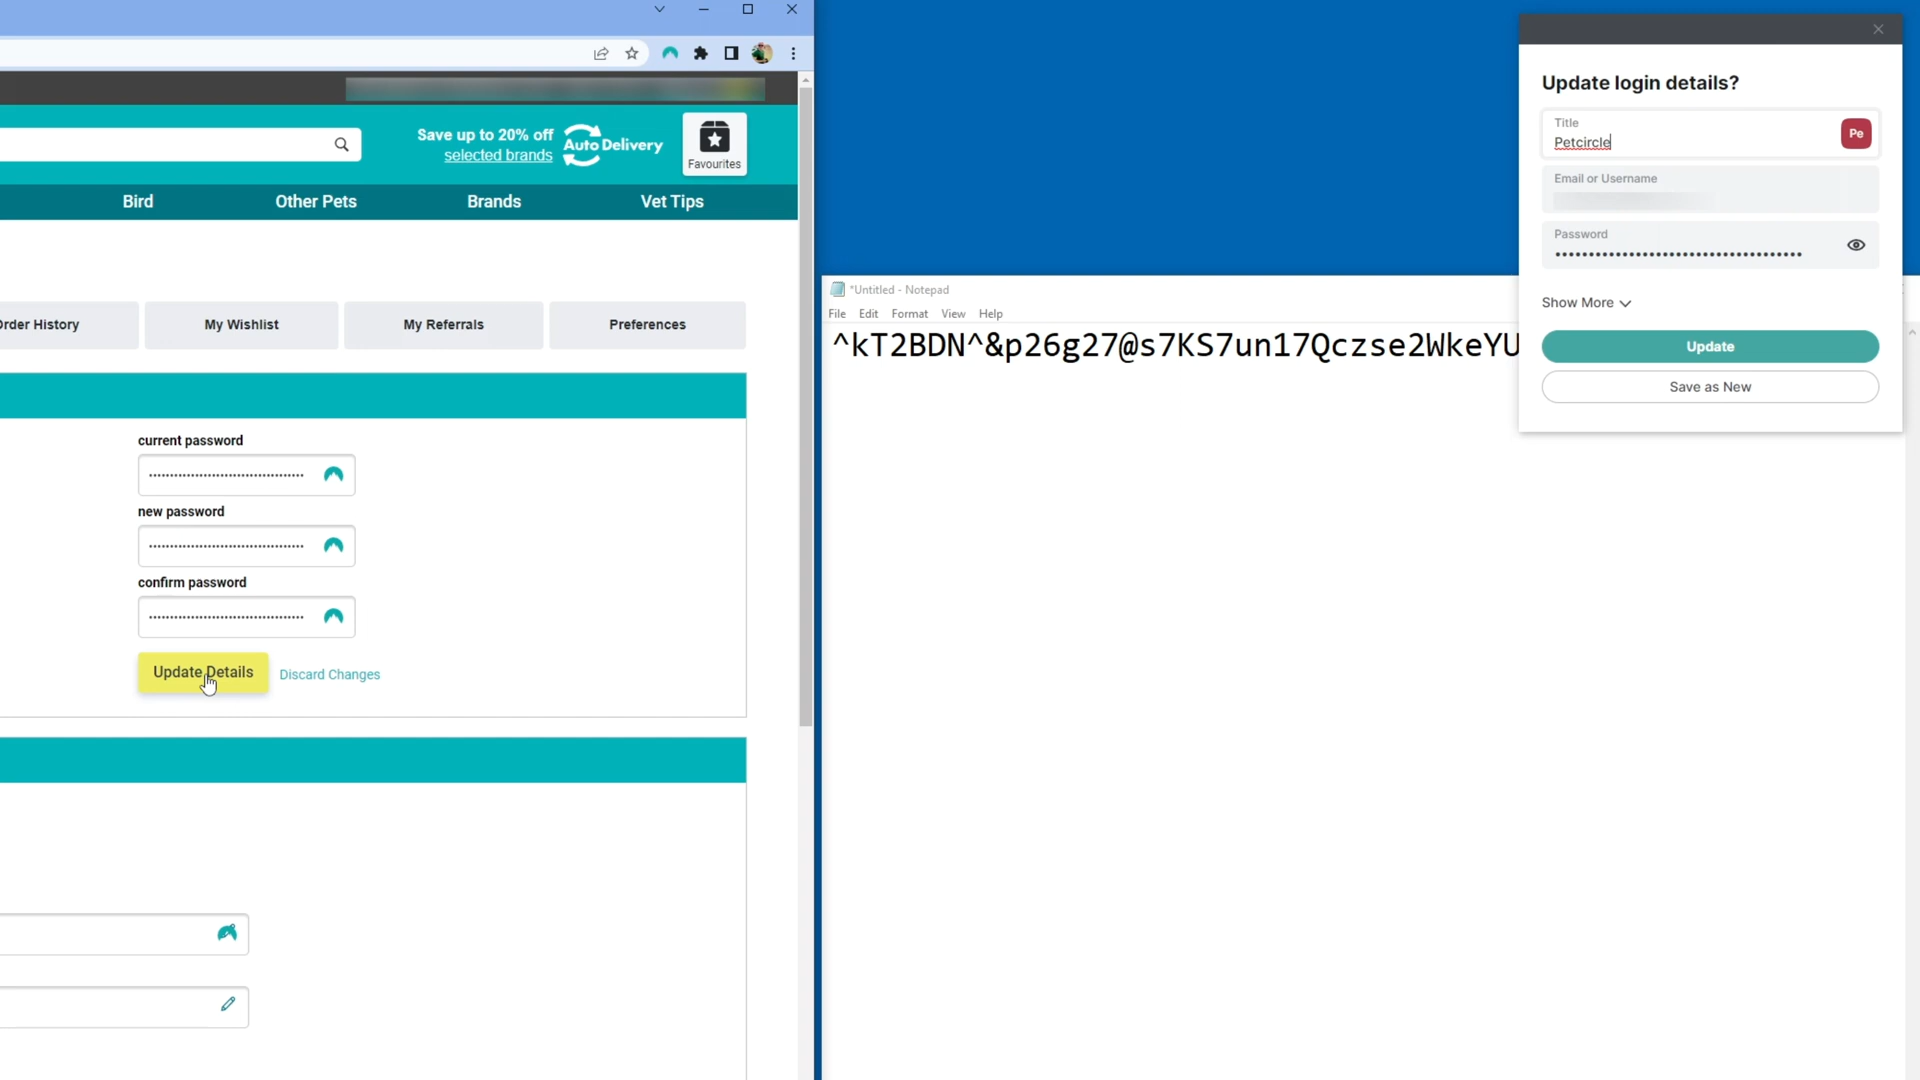 Save up to 20% off
selected brands
Auto Delivery
Favourites
Bird
Other Pets
Brands
Vet Tips
rder History
My Wishlist
My Referrals
Preferences
current password
new password
confirm password
Update Details
Discard Changes
*Untitled - Notepad
File
Edit
Format
View
Help
^kT2BDN^&p26g27@s7KS7un17Qczse2WkeYU
Update login details?
Title
Petcircle
Pe
Email or Username
Password
Show More
Update
Save as New